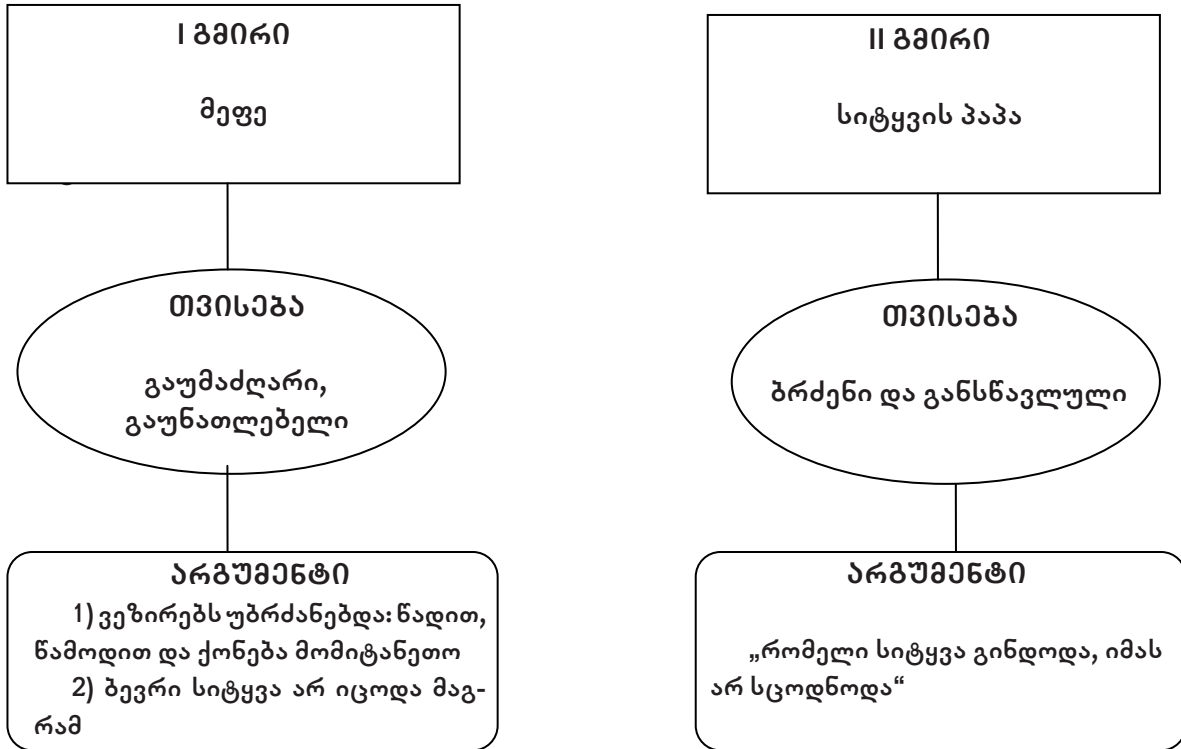 I ᲒᲛᲘᲠᲘ
მეფე
ᲗᲕᲘᲡᲔᲑᲐ
გაუმაძღარი,
გაუნათლებელი
ᲐᲠᲒᲣᲛᲔᲜᲢᲘ
1) ვეზირებს უბრძანებდა: წადით,
წამოდით და ქონება მომიტანეთო
2) ბევრი სიტყვა არ იცოდა მაგ-
რამ
II ᲒᲛᲘᲠᲘ
სიტყვის პაპა
ᲗᲕᲘᲡᲔᲑᲐ
ბრძენი და განსწავლული
ᲐᲠᲒᲣᲛᲔᲜᲢᲘ
„რომელი სიტყვა გინდოდა, იმას
არ სცოდნოდა“